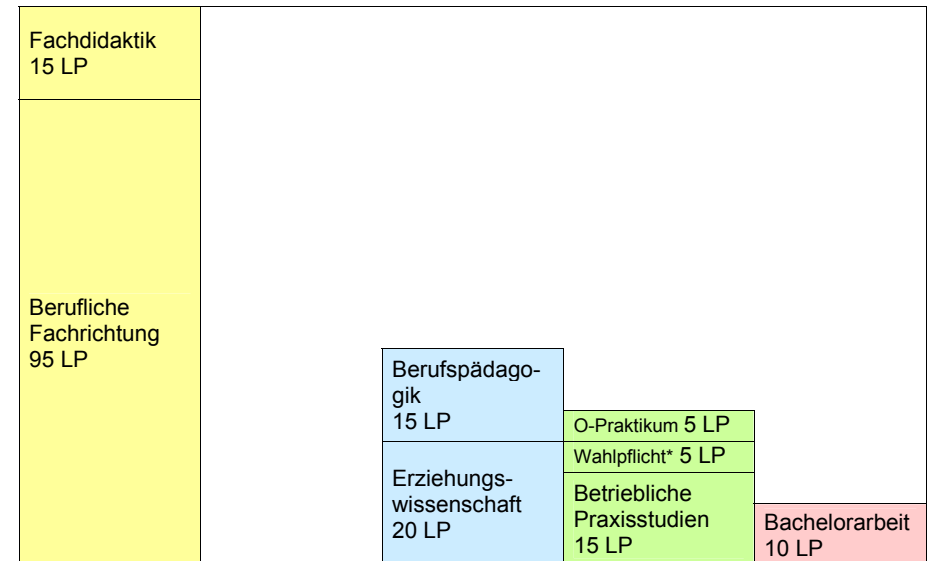 Fachdidaktik
15 LP
Berufliche
Fachrichtung
95 LP
Berufspädago-
gik
15 LP
Erziehungs-
wissenschaft
20 LP
O-Praktikum 5 LP
Wahlpflicht* 5 LP
Betriebliche
Praxisstudien
15 LP
Bachelorarbeit
10 LP